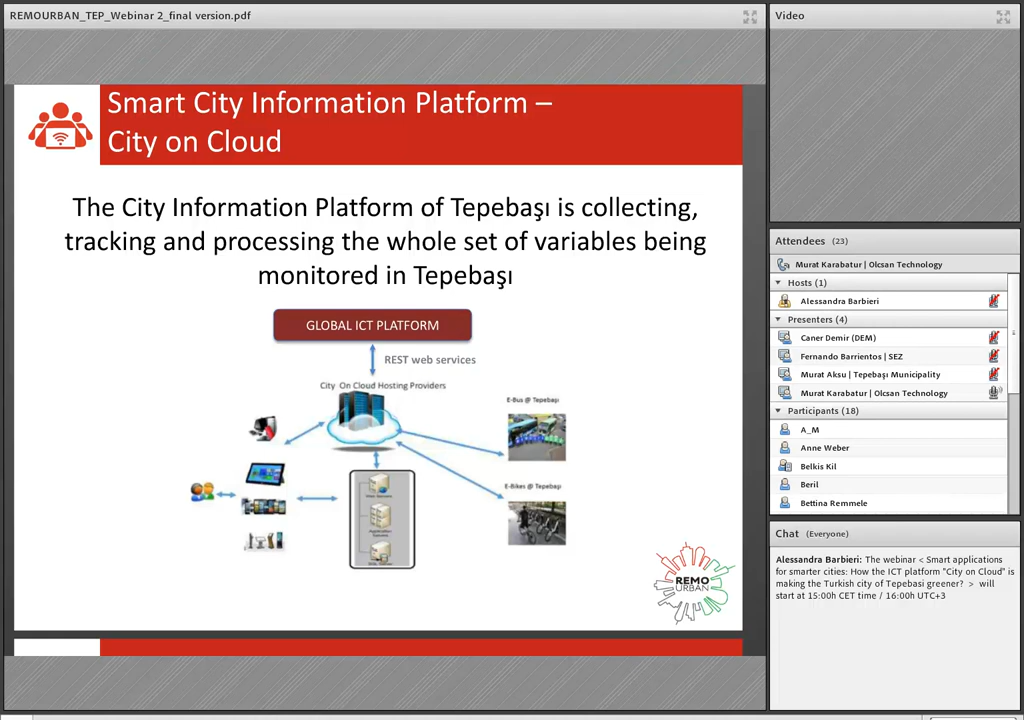 REMOURBAN_TEP_Webinar 2_final version.pdf
Smart City Information Platform –
City on Cloud
The City Information Platform of Tepebaşı is collecting,
tracking and processing the whole set of variables being
monitored in Tepebaşı
GLOBAL ICT PLATFORM
REST web services
City On Cloud Hosting Providers
E-Bus @ Tepebaşı
E-Bikes @ Tepebaşı
REMO
URBAN
Video
Attendees (23)
Murat Karabatur | Olcsan Technology
Hosts (1)
Alessandra Barbieri
Presenters (4)
Caner Demir (DEM)
Fernando Barrientos | SEZ
Murat Aksu | Tepebaşı Municipality
Murat Karabatur | Olcsan Technology
Participants (18)
A_M
Anne Weber
Belkis Kil
Beril
Bettina Remmele
Chat (Everyone)
Alessandra Barbieri: The webinar < Smart applications
for smarter cities: How the ICT platform "City on Cloud" is
making the Turkish city of Tepebasi greener? > will
start at 15:00h CET time / 16:00h UTC+3